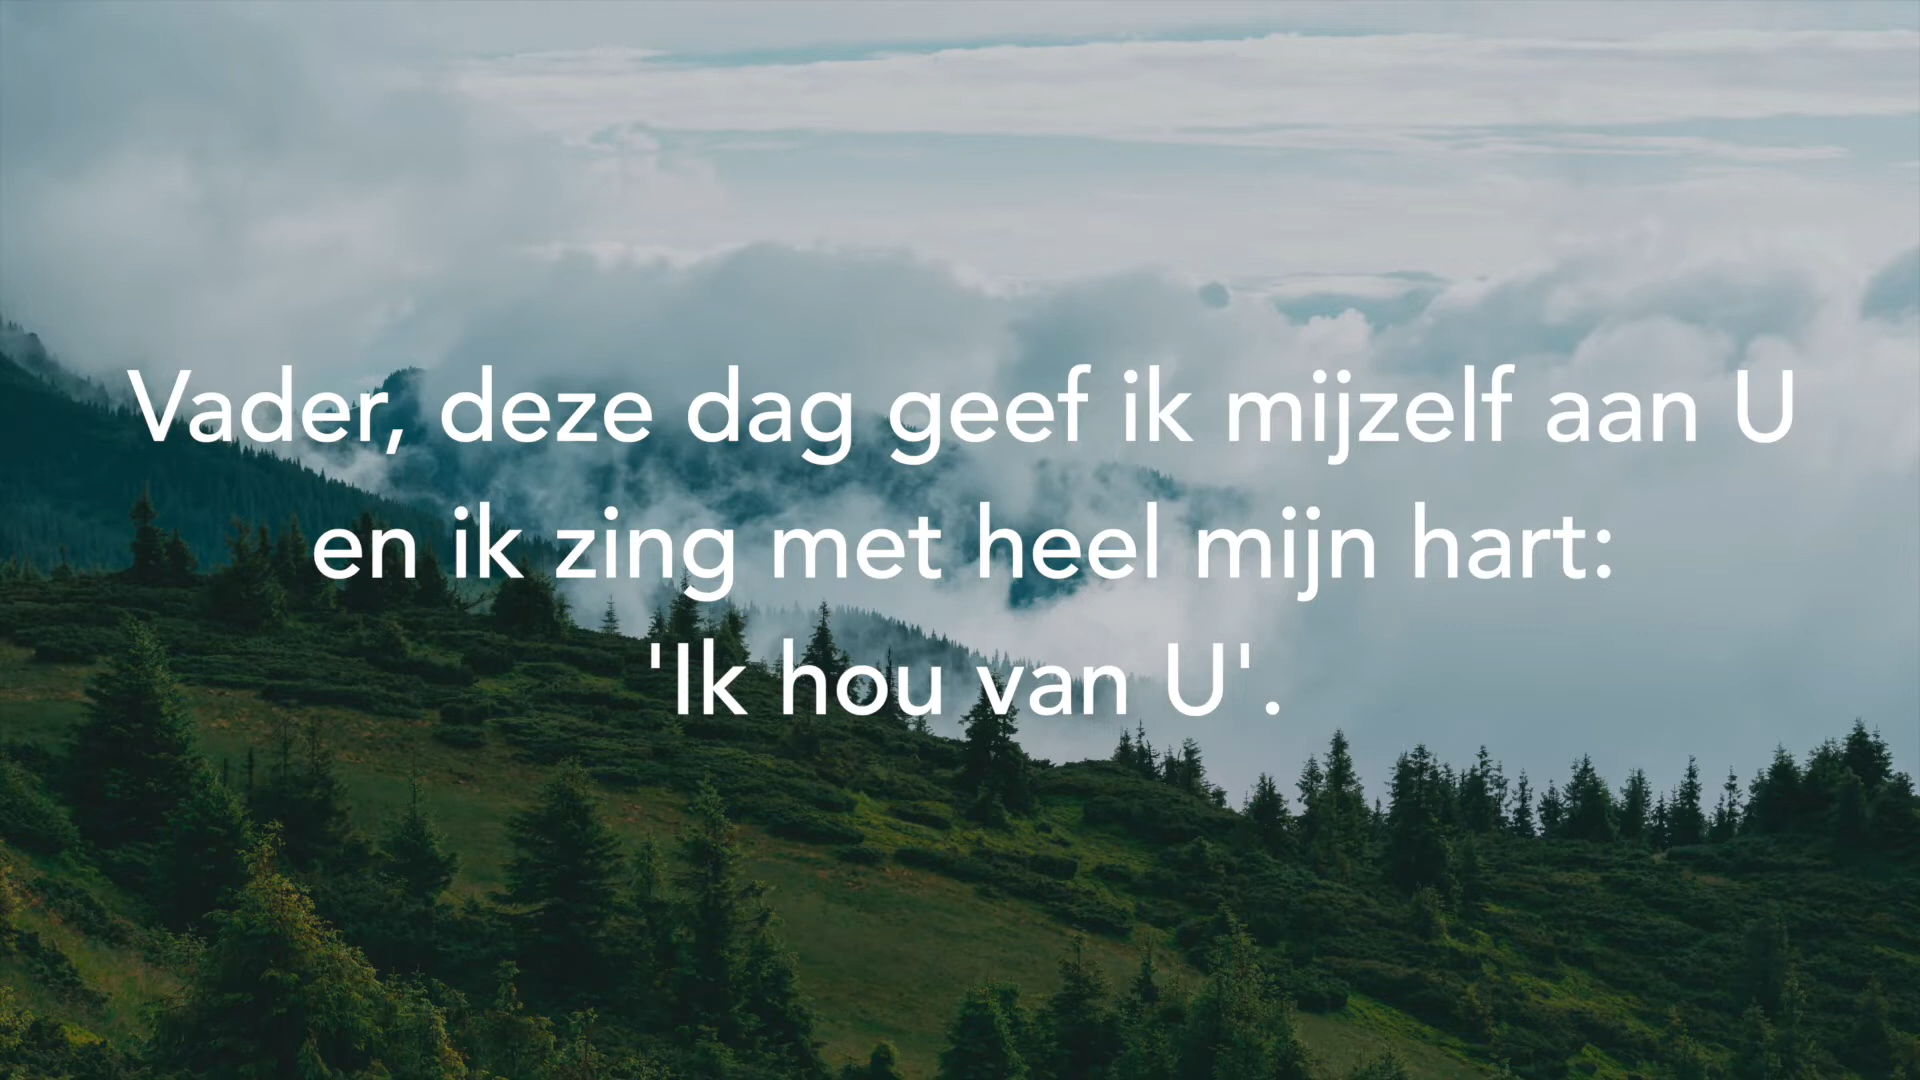 Vader, deze dag geef ik mijzelf aan U
en ik zing met heel mijn hart:
'Ik hou van U'.